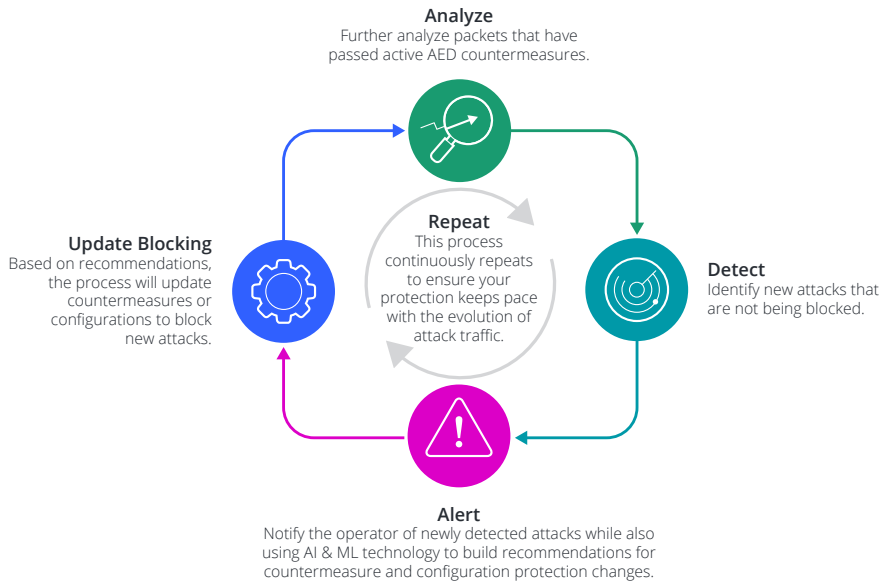 Analyze
Further analyze packets that have
passed active AED countermeasures.
Repeat
This process
continuously repeats
to ensure your
protection keeps pace
with the evolution of
attack traffic.
Update Blocking
Based on recommendations,
the process will update
countermeasures or
configurations to block
new attacks.
Detect
Identify new attacks that
are not being blocked.
Alert
Notify the operator of newly detected attacks while also
using AI & ML technology to build recommendations for
countermeasure and configuration protection changes.